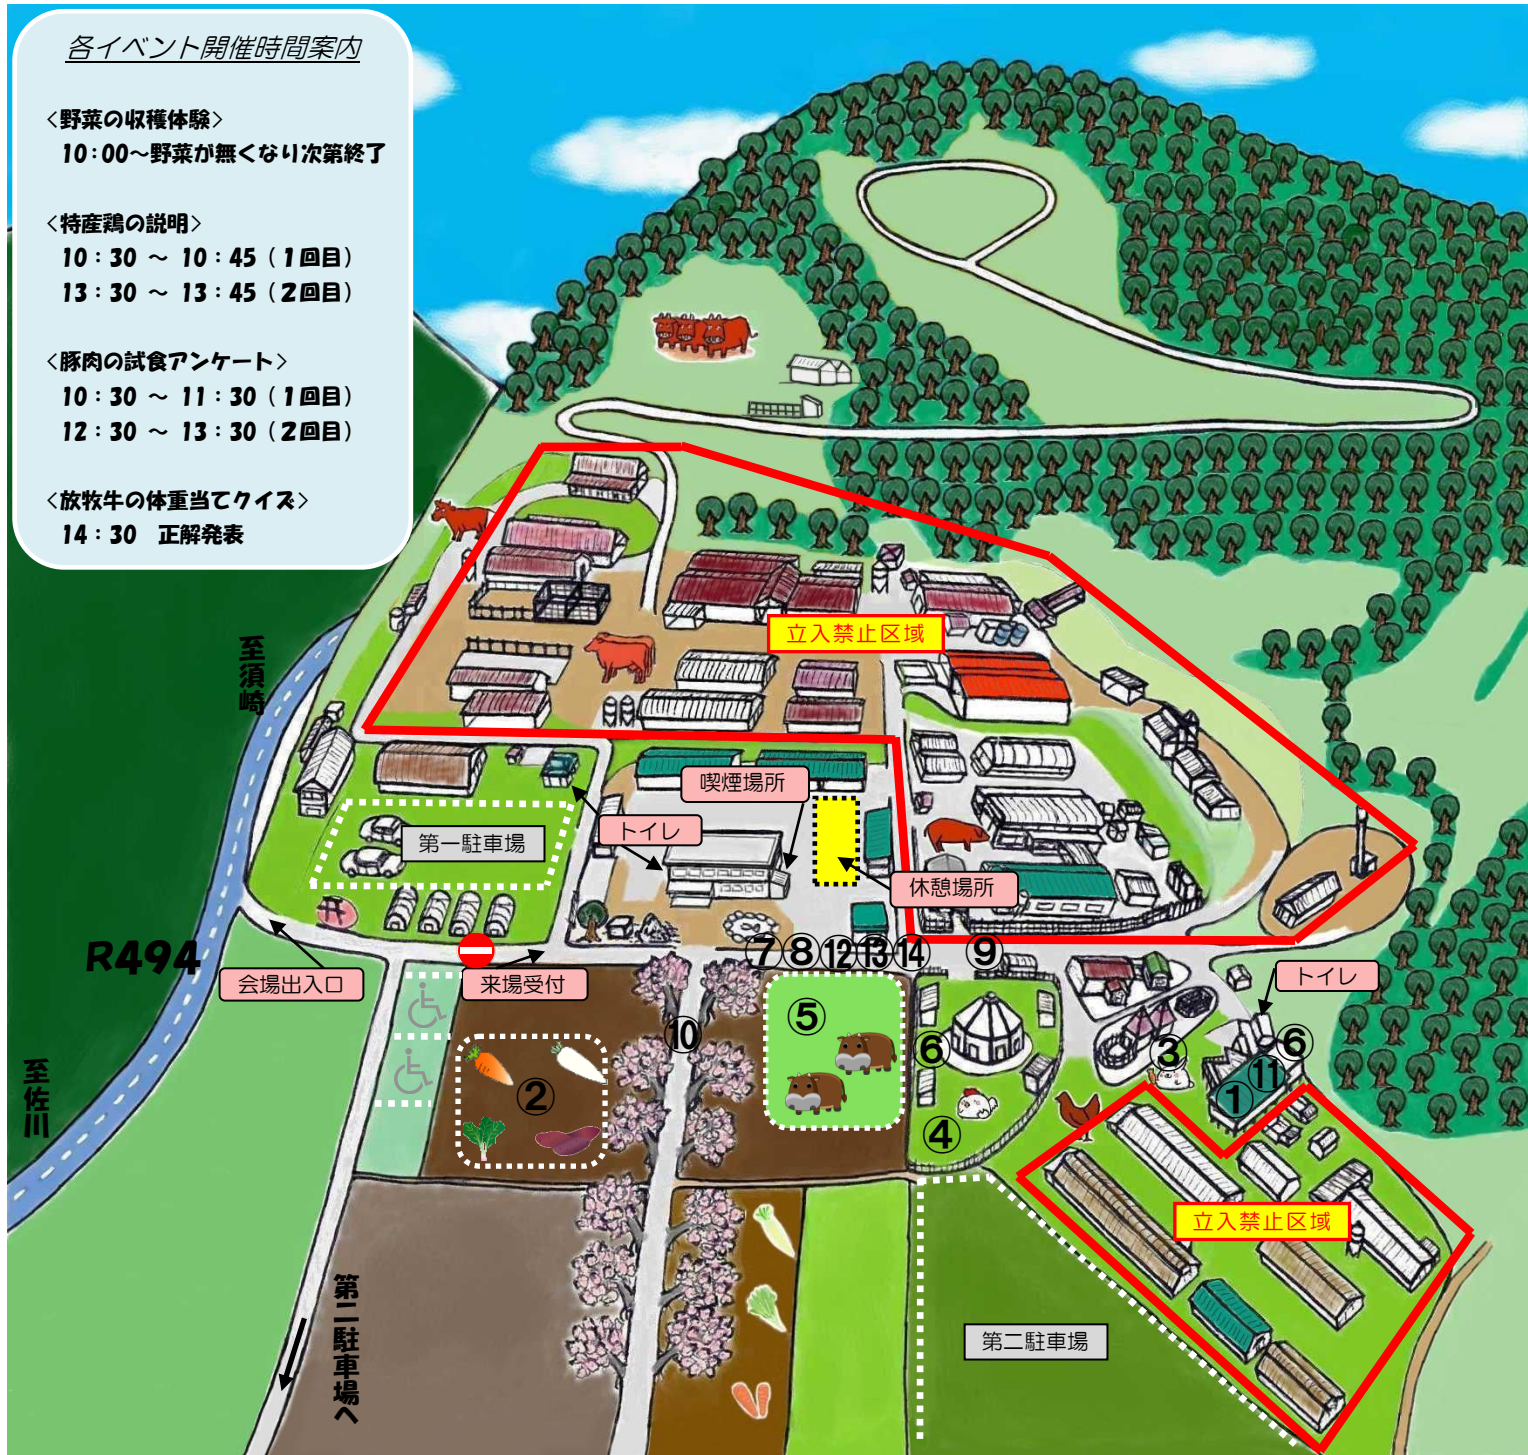 各イベント開催時間案内
<野菜の収穫体験>
10:00～野菜が無くなり次第終了
<特産鶏の説明>
10:30 ～ 10:45 (1回目)
13:30 ～ 13:45 (2回目)
<豚肉の試食アンケート>
10:30 ～ 11:30 (1回目)
12:30 ～ 13:30 (2回目)
<放牧牛の体重当てクイズ>
14:30 正解発表
立入禁止区域
至須崎
喫煙場所
トイレ
第一駐車場
休憩場所
R494
会場出入口
来場受付
⑦ ⑧ ⑫ ⑬ ⑭ ⑨
トイレ
⑤
⑩
⑥
③
⑥
至佐川
②
①
⑪
④
立入禁止区域
第二駐車場へ
第二駐車場